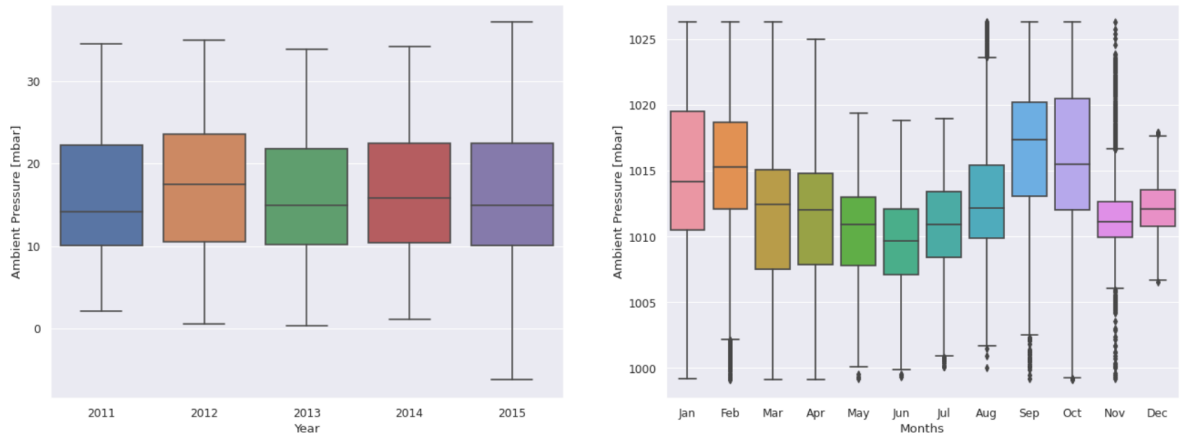 Ambient Pressure [mbar]
30
20
10
0
2011 2012 2013 2014 2015
Year
Ambient Pressure [mbar]
1025
1020
1015
1010
1005
1000
Jan Feb Mar Apr May Jun Jul Aug Sep Oct Nov Dec
Months